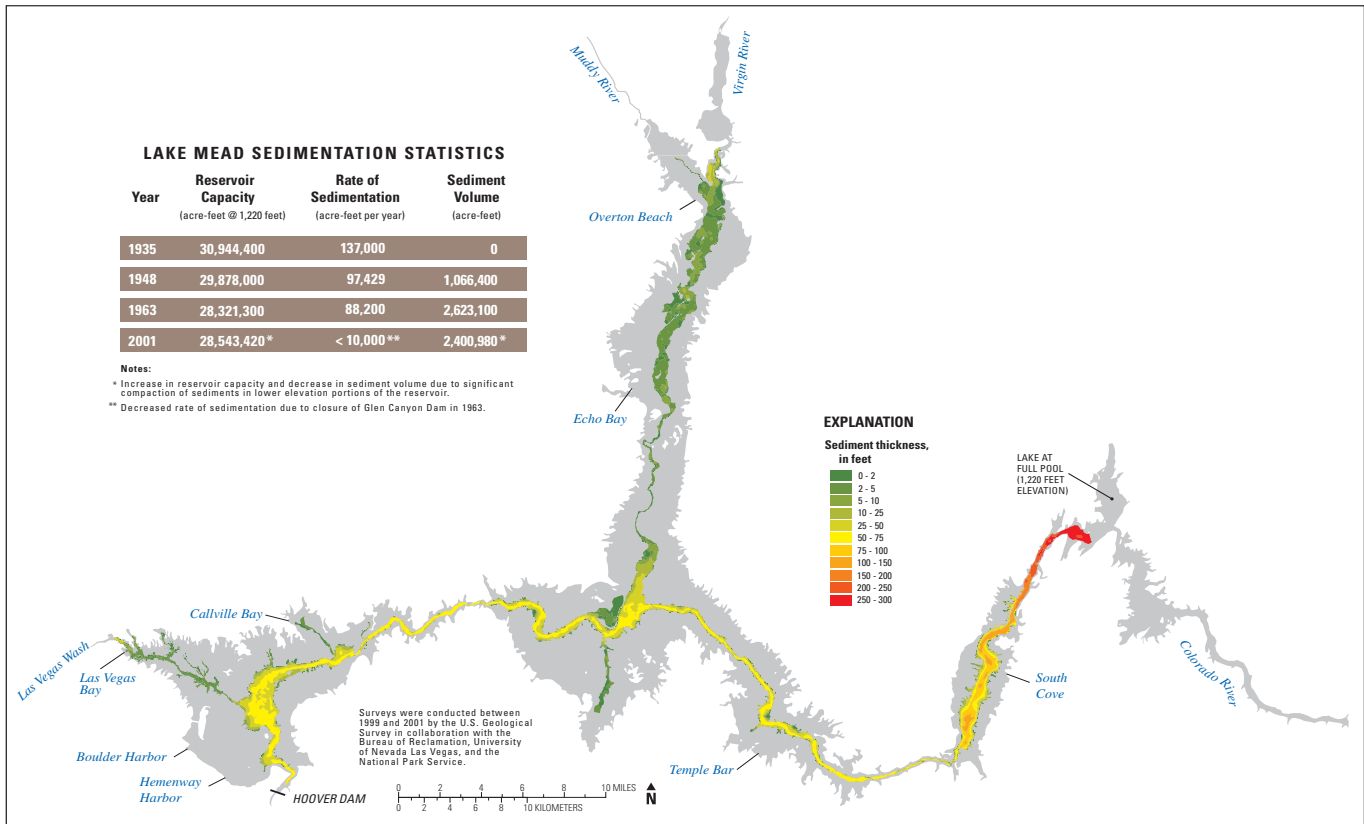 Muddy River
Virgin River
LAKE MEAD SEDIMENTATION STATISTICS
Year Reservoir Capacity (acre-feet @ 1,220 feet) Rate of Sedimentation (acre-feet per year) Sediment Volume (acre-feet)
1935 30,944,400 137,000 0
1948 29,878,000 97,429 1,066,400
1963 28,321,300 88,200 2,623,100
2001 28,543,420* < 10,000** 2,400,980*
Notes:
* Increase in reservoir capacity and decrease in sediment volume due to significant
compaction of sediments in lower elevation portions of the reservoir.
** Decreased rate of sedimentation due to closure of Glen Canyon Dam in 1963.
Overton Beach
Echo Bay
EXPLANATION
Sediment thickness,
in feet
0 - 2
2 - 5
5 - 10
10 - 25
25 - 50
50 - 75
75 - 100
100 - 150
150 - 200
200 - 250
250 - 300
LAKE AT
FULL POOL
(1,220 FEET
ELEVATION)
Callville Bay
Las Vegas Wash
Las Vegas
Bay
Boulder Harbor
Hemenway
Harbor
HOOVER DAM
Surveys were conducted between
1999 and 2001 by the U.S. Geological
Survey in collaboration with the
Bureau of Reclamation, University
of Nevada Las Vegas, and the
National Park Service.
0 2 4 6 8 10 MILES
0 2 4 6 8 10 KILOMETERS
N
Temple Bar
South
Cove
Colorado River